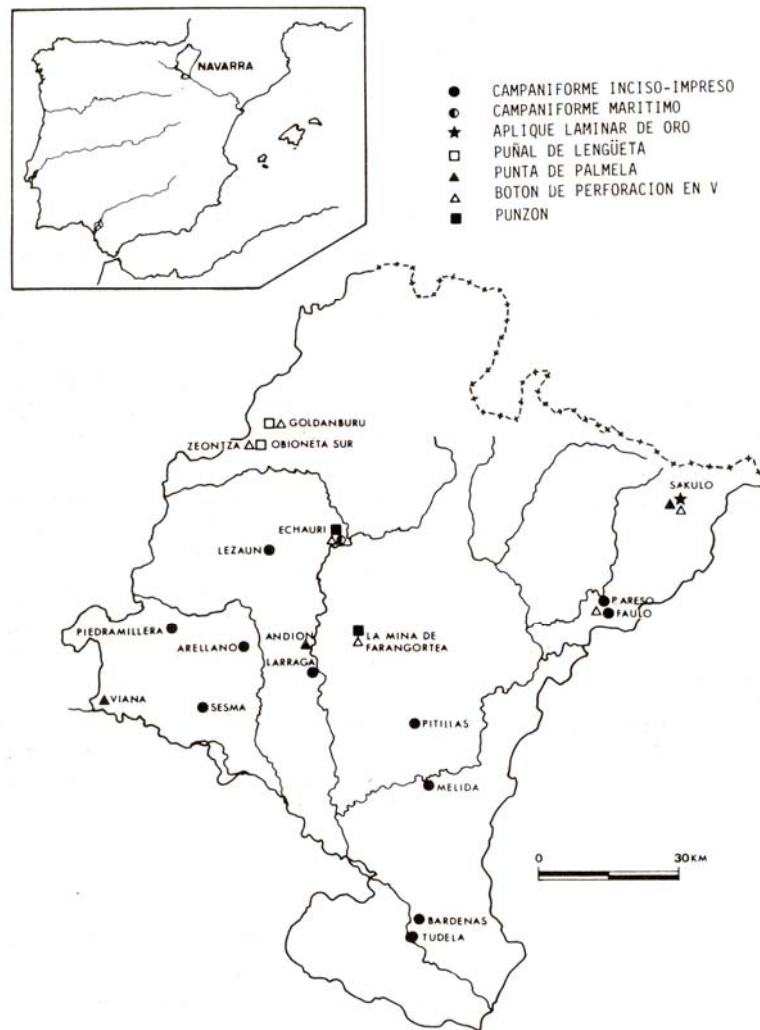 NAVARRA
CAMPANIFORME INCISO-IMPRESO
CAMPANIFORME MARITIMO
APLIQUE LAMINAR DE ORO
PUÑAL DE LENGÜETA
PUNTA DE PALMELA
BOTON DE PERFORACION EN V
PUNZON
GOLDANBURU
ZEONTZA
OBIONETA SUR
SAKULO
ECHAURI
LEZAUN
PARESO
FAULO
PIEDRAMILLERA
ARELLANO
ANDION
LARRAGA
LA MINA DE
FARANGORTEA
VIANA
SESMA
PITILLAS
MELIDA
0 30 KM
BARDENAS
TUDELA